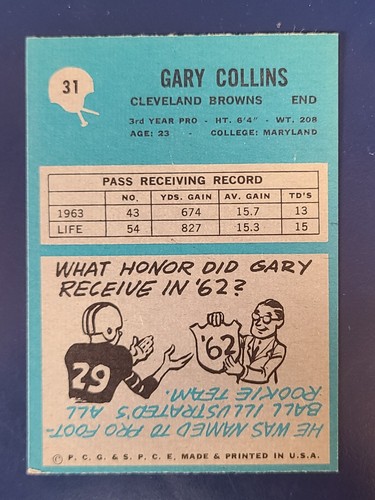 31
GARY COLLINS
CLEVELAND BROWNS END
3rd YEAR PRO - HT. 6'4" - WT. 208
AGE: 23 - COLLEGE: MARYLAND
PASS RECEIVING RECORD
NO. YDS. GAIN AV. GAIN TD'S
1963 43 674 15.7 13
LIFE 54 827 15.3 15
WHAT HONOR DID GARY
RECEIVE IN '62?
'62
29
HE WAS NAMED TO PRO FOOT-
BALL ILLUSTRATED'S ALL
ROOKIE TEAM.
© P. C. G. & S. P. C. E. MADE & PRINTED IN U.S.A.